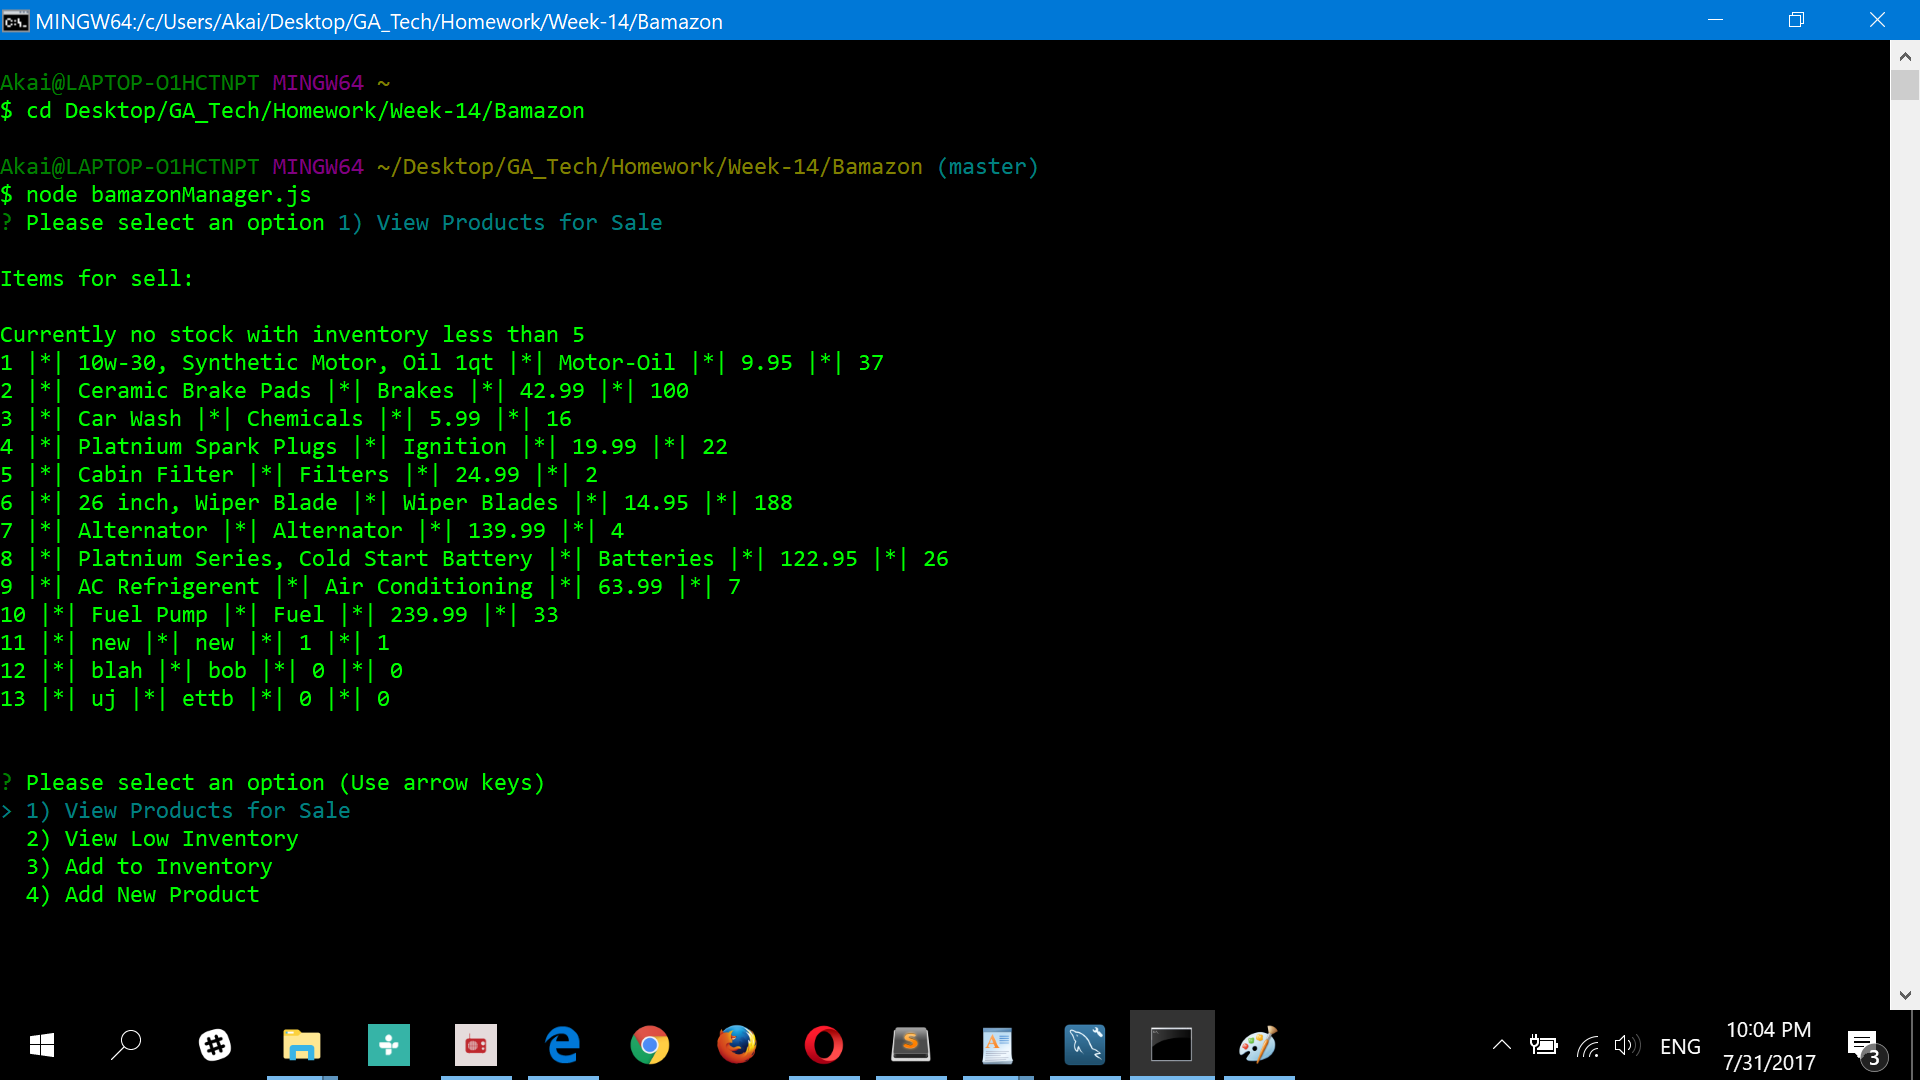 MINGW64:/c/Users/Akai/Desktop/GA_Tech/Homework/Week-14/Bamazon
Akai@LAPTOP-O1HCTNPT MINGW64 ~
$ cd Desktop/GA_Tech/Homework/Week-14/Bamazon
Akai@LAPTOP-O1HCTNPT MINGW64 ~/Desktop/GA_Tech/Homework/Week-14/Bamazon (master)
$ node bamazonManager.js
? Please select an option 1) View Products for Sale
Items for sell:
Currently no stock with inventory less than 5
1 |*| 10w-30, Synthetic Motor, Oil 1qt |*| Motor-Oil |*| 9.95 |*| 37
2 |*| Ceramic Brake Pads |*| Brakes |*| 42.99 |*| 100
3 |*| Car Wash |*| Chemicals |*| 5.99 |*| 16
4 |*| Platnium Spark Plugs |*| Ignition |*| 19.99 |*| 22
5 |*| Cabin Filter |*| Filters |*| 24.99 |*| 2
6 |*| 26 inch, Wiper Blade |*| Wiper Blades |*| 14.95 |*| 188
7 |*| Alternator |*| Alternator |*| 139.99 |*| 4
8 |*| Platnium Series, Cold Start Battery |*| Batteries |*| 122.95 |*| 26
9 |*| AC Refrigerent |*| Air Conditioning |*| 63.99 |*| 7
10 |*| Fuel Pump |*| Fuel |*| 239.99 |*| 33
11 |*| new |*| new |*| 1 |*| 1
12 |*| blah |*| bob |*| 0 |*| 0
13 |*| uj |*| ettb |*| 0 |*| 0
? Please select an option (Use arrow keys)
> 1) View Products for Sale
2) View Low Inventory
3) Add to Inventory
4) Add New Product
ENG
10:04 PM
7/31/2017
3